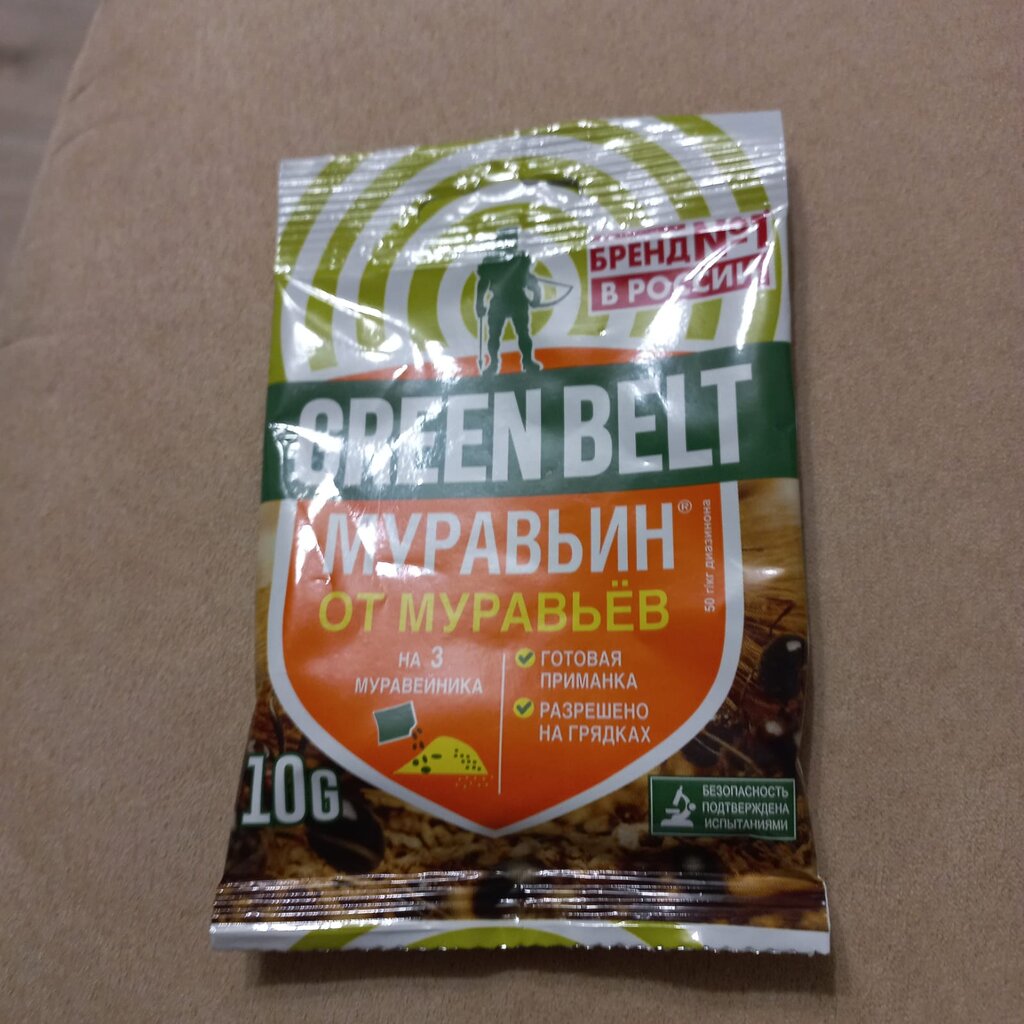 БРЕНД №1
В РОССИИ
GREEN BELT
МУРАВЬИН®
ОТ МУРАВЬЁВ
50 г/кг диазинона
НА 3
МУРАВЕЙНИКА
ГОТОВАЯ
ПРИМАНКА
РАЗРЕШЕНО
НА ГРЯДКАХ
10G
БЕЗОПАСНОСТЬ
ПОДТВЕРЖДЕНА
ИСПЫТАНИЯМИ